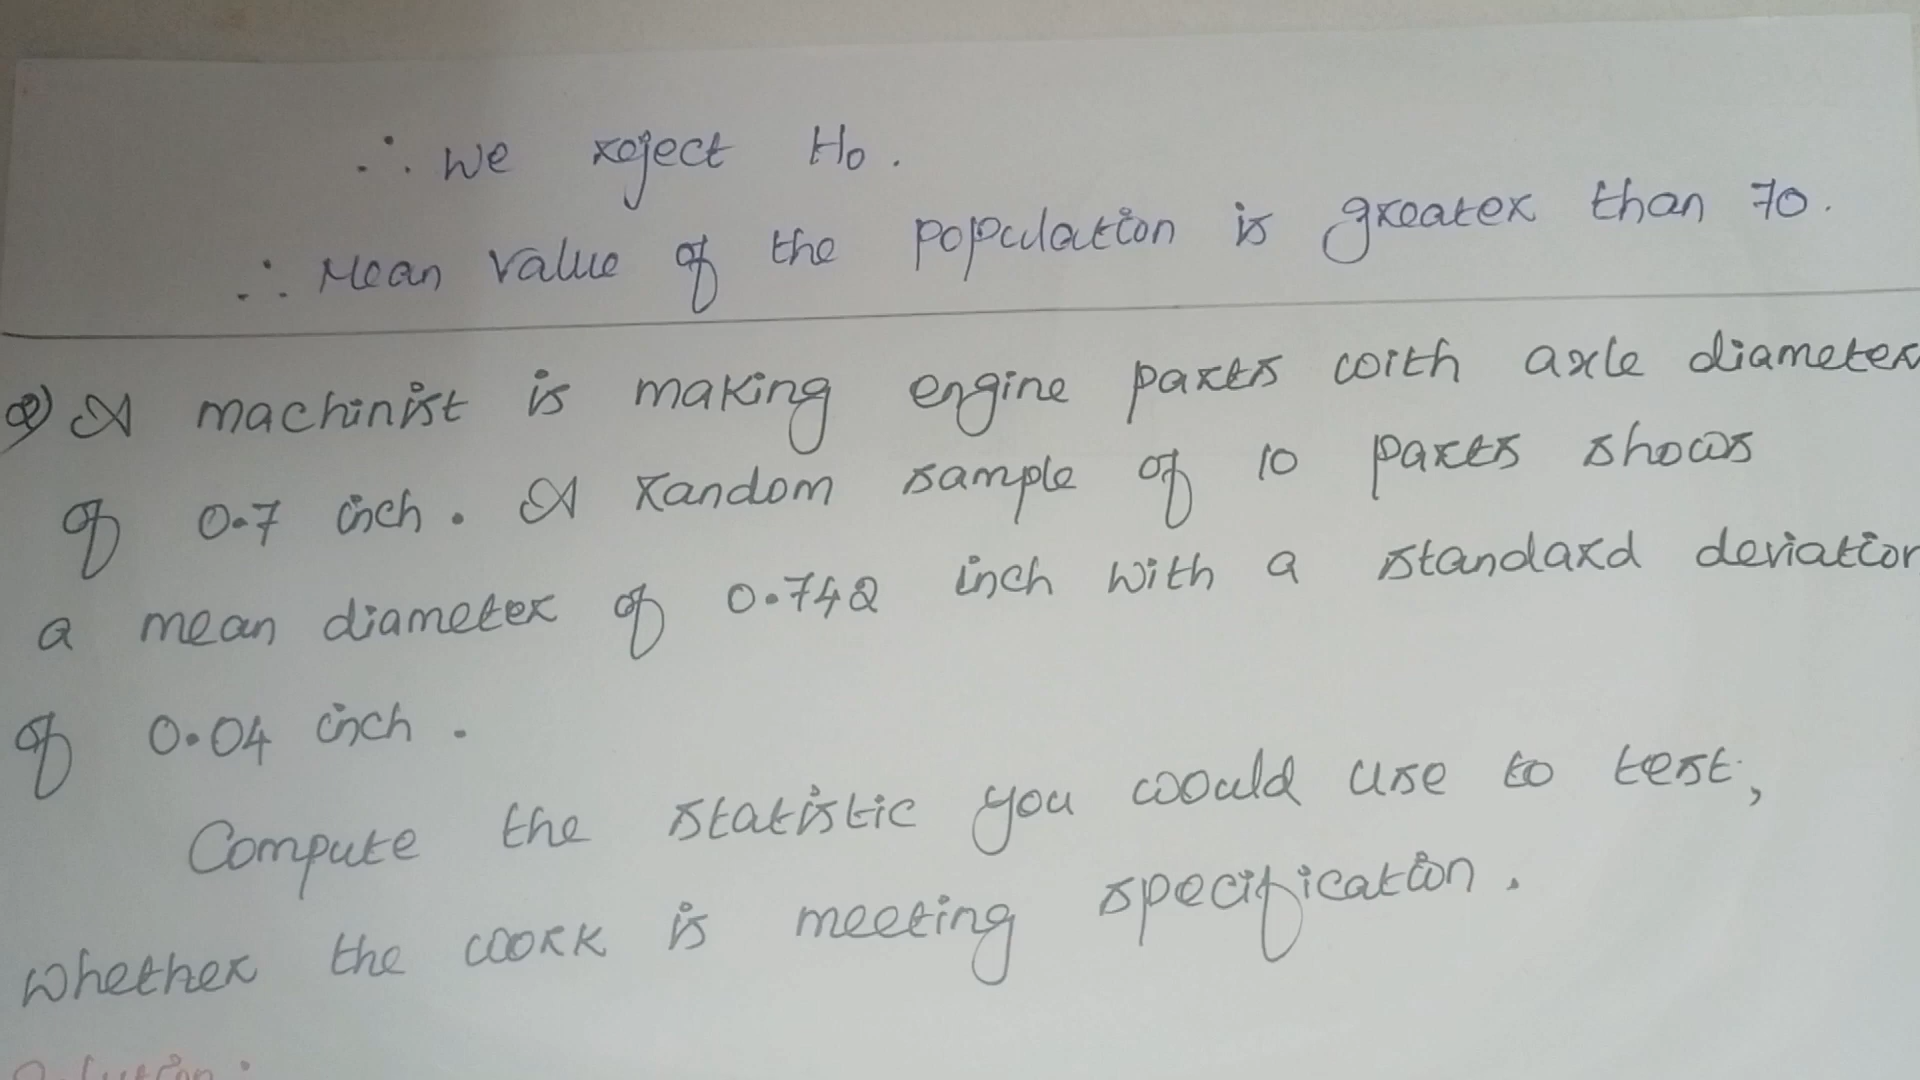 ∴ we reject H₀.
∴ Mean value of the population is greater than 70.
2) A machinist is making engine parts with axle diameter
of 0.7 inch. A random sample of 10 parts shows
a mean diameter of 0.742 inch with a standard deviation
of 0.04 inch.
Compute the statistic you would use to test,
whether the work is meeting specification.
Solution: